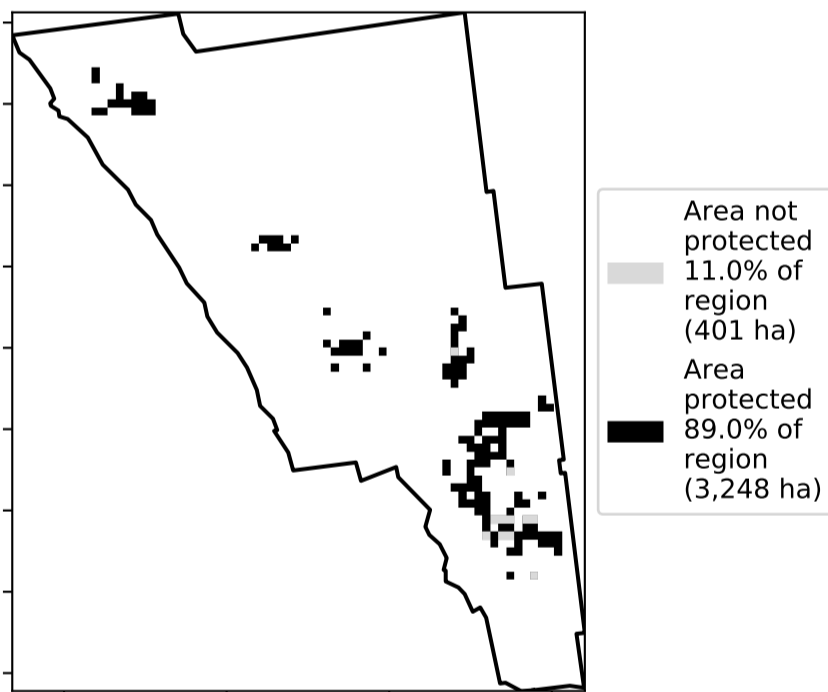 Area not
protected
11.0% of
region
(401 ha)
Area
protected
89.0% of
region
(3,248 ha)